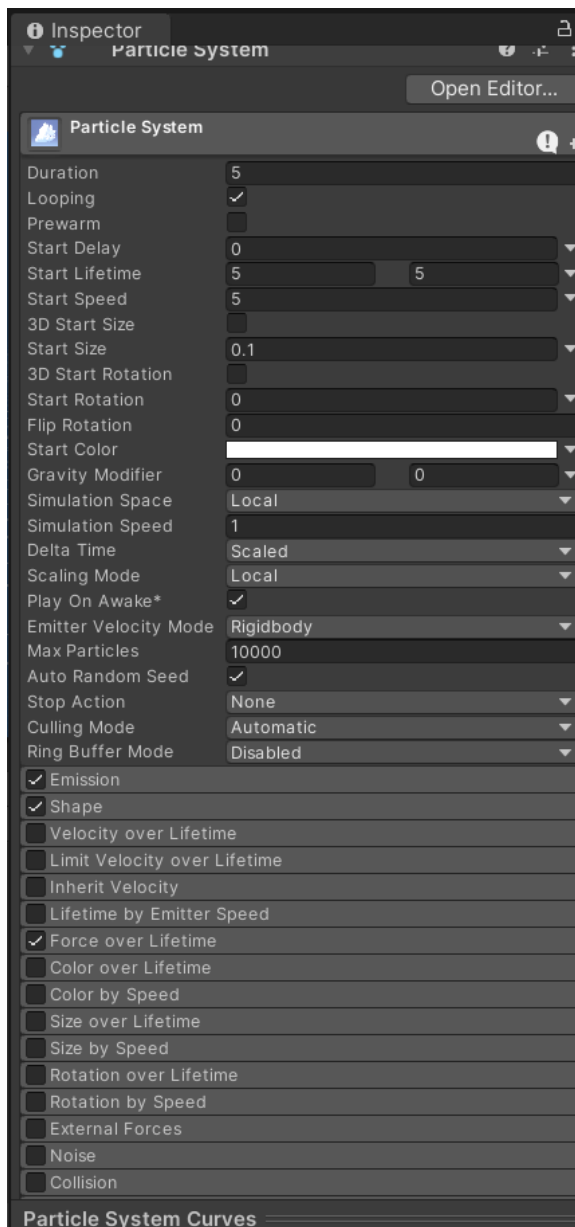 Inspector
Particle System
Open Editor...
Particle System
Duration 5
Looping
Prewarm
Start Delay 0
Start Lifetime 5 5
Start Speed 5
3D Start Size
Start Size 0.1
3D Start Rotation
Start Rotation 0
Flip Rotation 0
Start Color
Gravity Modifier 0 0
Simulation Space Local
Simulation Speed 1
Delta Time Scaled
Scaling Mode Local
Play On Awake*
Emitter Velocity Mode Rigidbody
Max Particles 10000
Auto Random Seed
Stop Action None
Culling Mode Automatic
Ring Buffer Mode Disabled
Emission
Shape
Velocity over Lifetime
Limit Velocity over Lifetime
Inherit Velocity
Lifetime by Emitter Speed
Force over Lifetime
Color over Lifetime
Color by Speed
Size over Lifetime
Size by Speed
Rotation over Lifetime
Rotation by Speed
External Forces
Noise
Collision
Particle System Curves